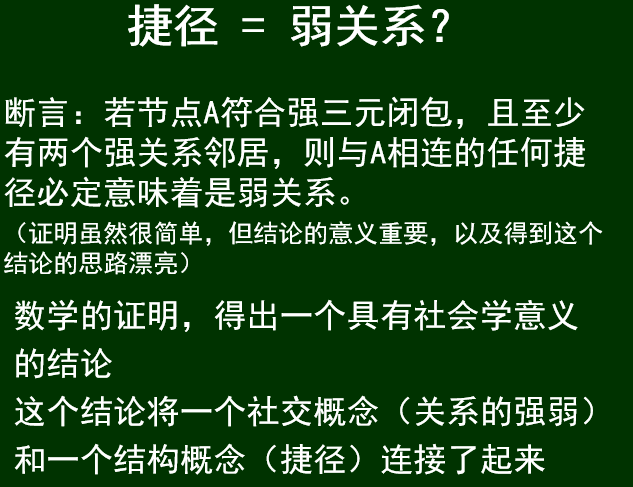 捷径 = 弱关系？
断言：若节点A符合强三元闭包，且至少
有两个强关系邻居，则与A相连的任何捷
径必定意味着是弱关系。
（证明虽然很简单，但结论的意义重要，以及得到这个
结论的思路漂亮）
数学的证明，得出一个具有社会学意义
的结论
这个结论将一个社交概念（关系的强弱）
和一个结构概念（捷径）连接了起来